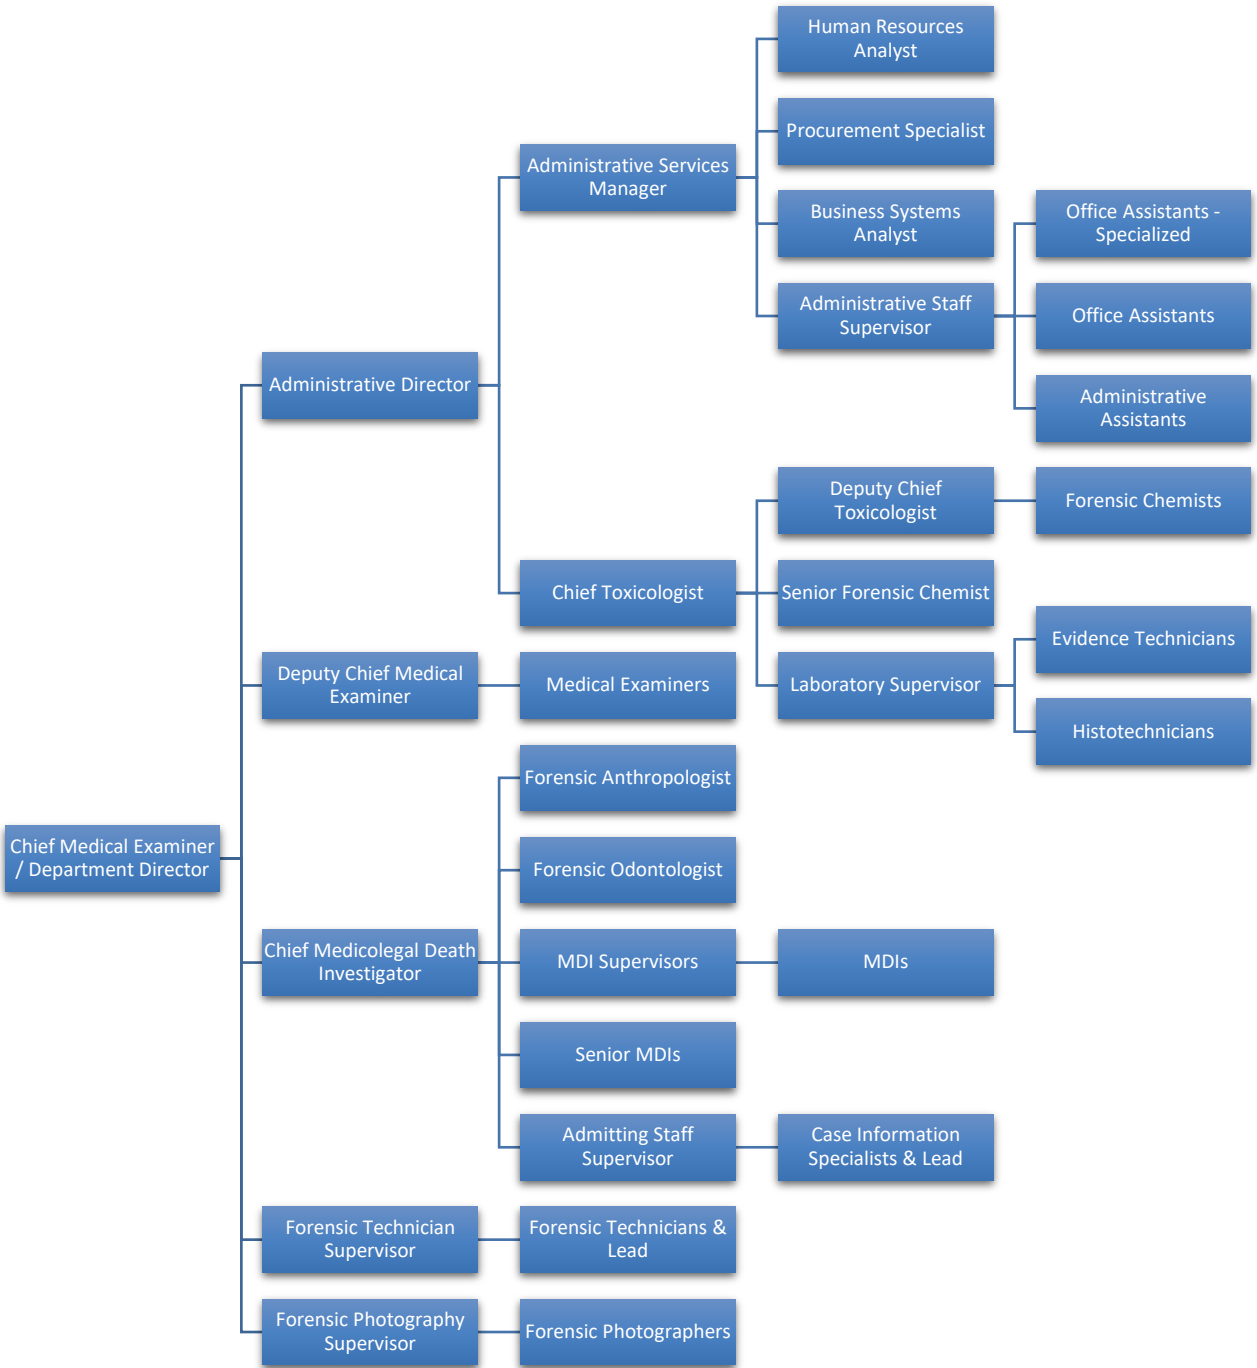 Human Resources
Analyst
Procurement Specialist
Administrative Services
Manager
Business Systems
Analyst
Office Assistants -
Specialized
Administrative Staff
Supervisor
Office Assistants
Administrative Director
Administrative
Assistants
Deputy Chief
Toxicologist
Forensic Chemists
Chief Toxicologist
Senior Forensic Chemist
Evidence Technicians
Deputy Chief Medical
Examiner
Medical Examiners
Laboratory Supervisor
Histotechnicians
Forensic Anthropologist
Chief Medical Examiner
/ Department Director
Forensic Odontologist
Chief Medicolegal Death
Investigator
MDI Supervisors
MDIs
Senior MDIs
Admitting Staff
Supervisor
Case Information
Specialists & Lead
Forensic Technician
Supervisor
Forensic Technicians &
Lead
Forensic Photography
Supervisor
Forensic Photographers